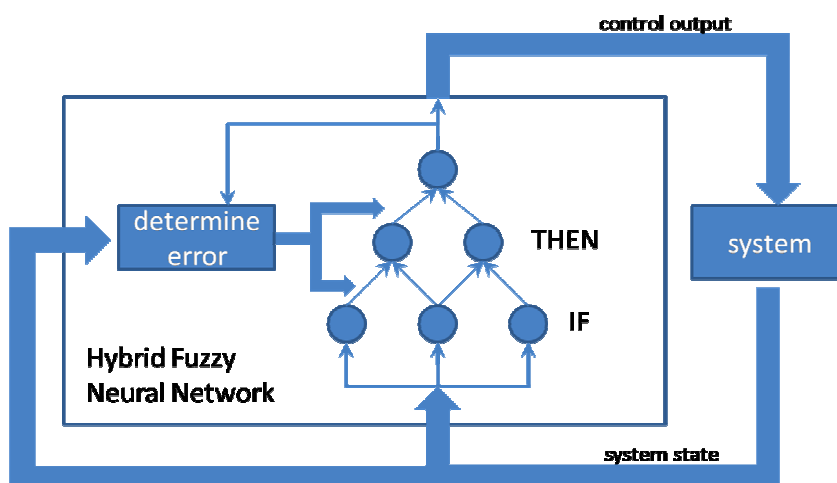 control output
determine
error
THEN
system
IF
Hybrid Fuzzy
Neural Network
system state